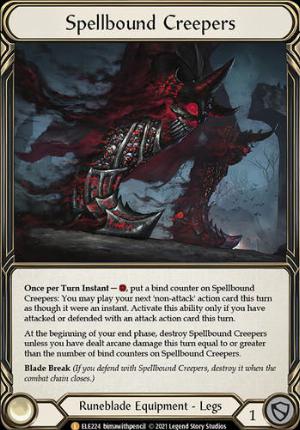 Spellbound Creepers
Once per Turn Instant – , put a bind counter on Spellbound
Creepers: You may play your next 'non-attack' action card this turn
as though it were an instant. Activate this ability only if you have
attacked or defended with an attack action card this turn.
At the beginning of your end phase, destroy Spellbound Creepers
unless you have dealt arcane damage this turn equal to or greater
than the number of bind counters on Spellbound Creepers.
Blade Break (If you defend with Spellbound Creepers, destroy it when the
combat chain closes.)
Runeblade Equipment - Legs
1
L ELE224 bimawithpencil © 2021 Legend Story Studios